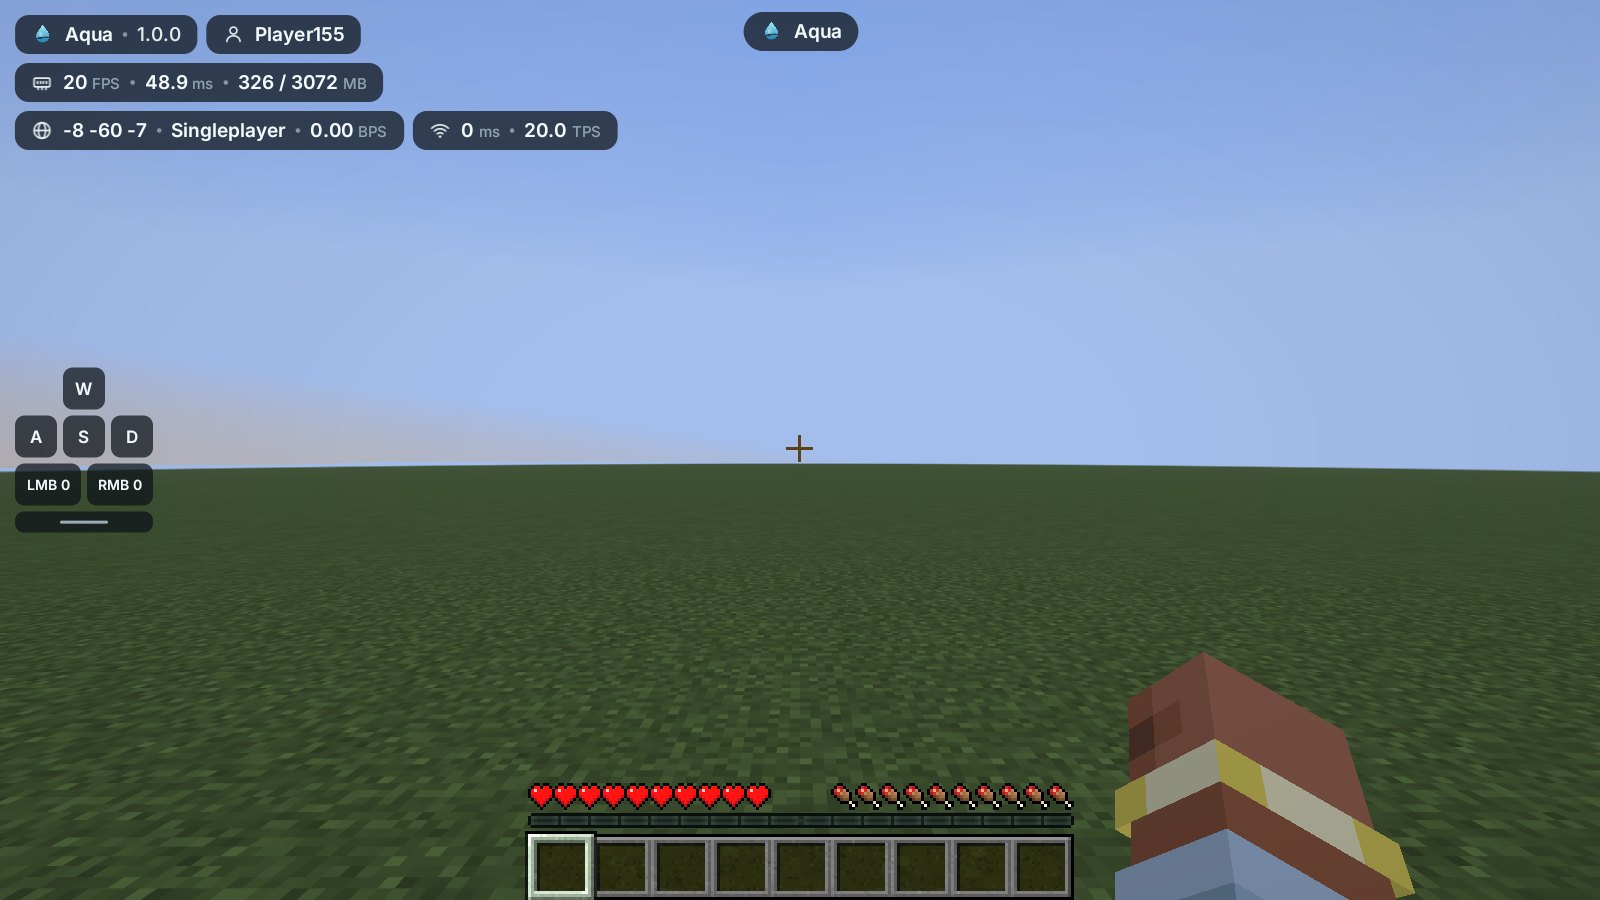 Aqua • 1.0.0
Player155
Aqua
20 FPS • 48.9 ms • 326 / 3072 MB
-8 -60 -7 • Singleplayer • 0.00 BPS
0 ms • 20.0 TPS
W
A S D
LMB 0 RMB 0